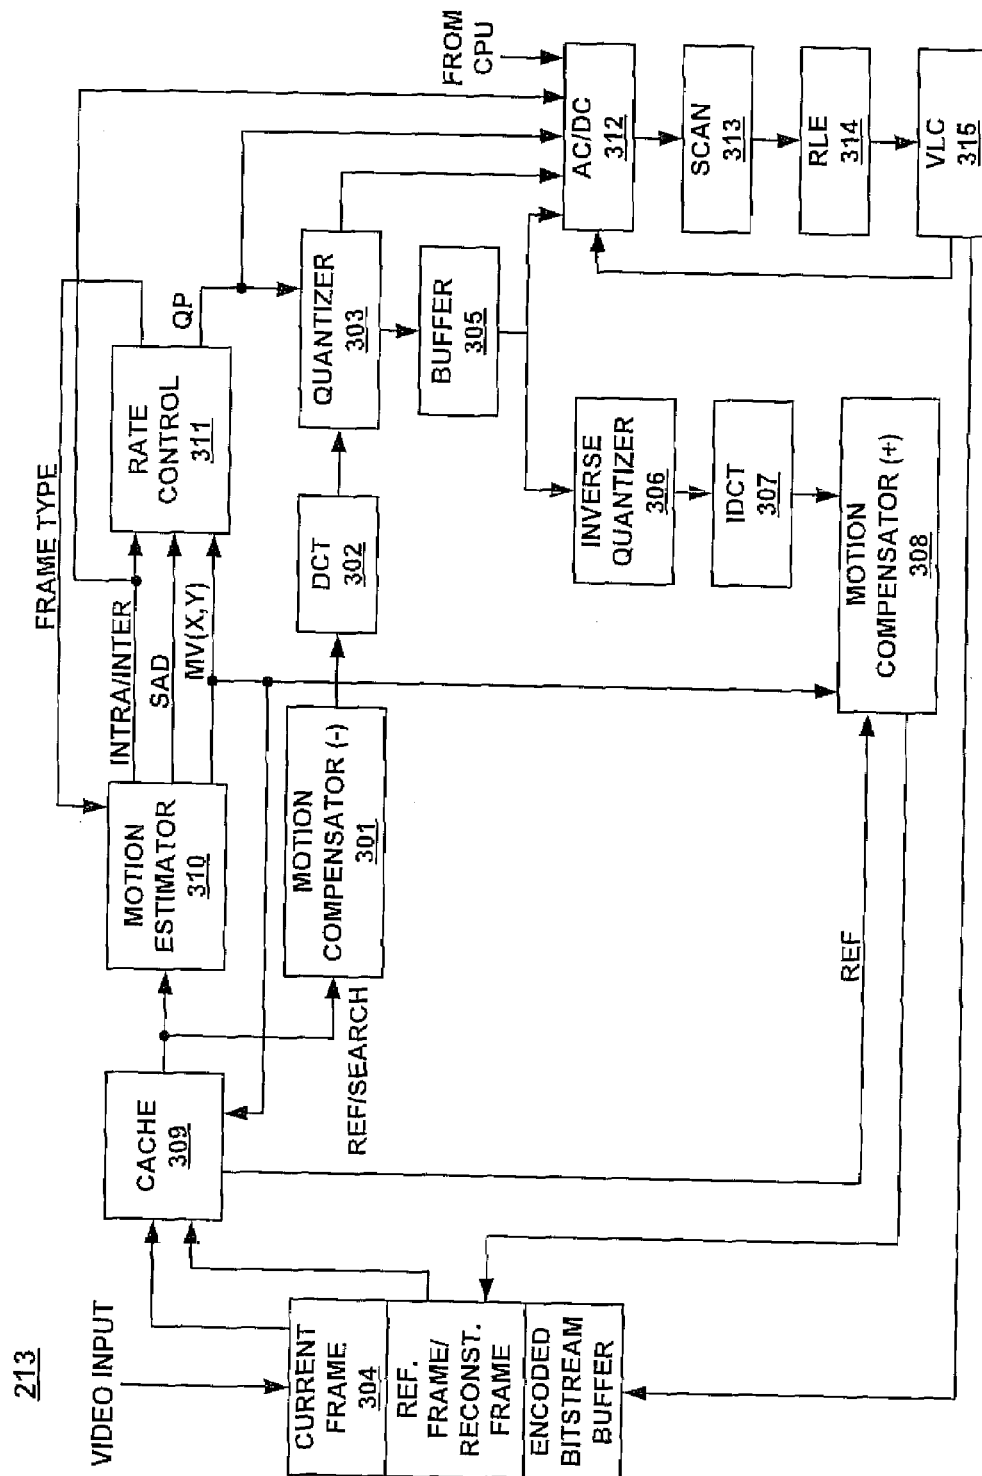 213
VIDEO INPUT
CURRENT
FRAME
304
REF.
FRAME/
RECONST.
FRAME
ENCODED
BITSTREAM
BUFFER
CACHE
309
REF/SEARCH
FRAME TYPE
MOTION
ESTIMATOR
310
INTRA/INTER
SAD
MV(X,Y)
RATE
CONTROL
311
QP
MOTION
COMPENSATOR (-)
301
DCT
302
QUANTIZER
303
BUFFER
305
INVERSE
QUANTIZER
306
IDCT
307
MOTION
COMPENSATOR (+)
308
REF
FROM
CPU
AC/DC
312
SCAN
313
RLE
314
VLC
315